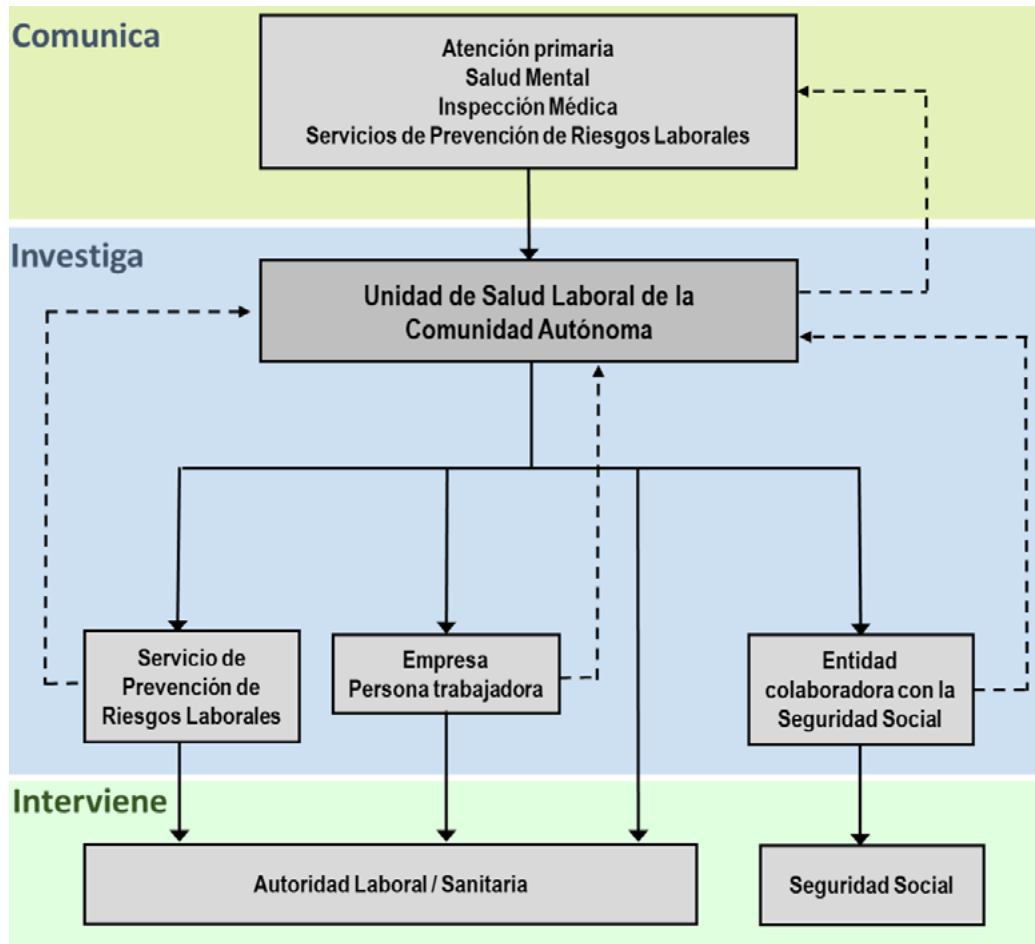 Comunica
Atención primaria
Salud Mental
Inspección Médica
Servicios de Prevención de Riesgos Laborales
Investiga
Unidad de Salud Laboral de la
Comunidad Autónoma
Servicio de
Prevención de
Riesgos Laborales
Empresa
Persona trabajadora
Entidad
colaboradora con la
Seguridad Social
Interviene
Autoridad Laboral / Sanitaria
Seguridad Social